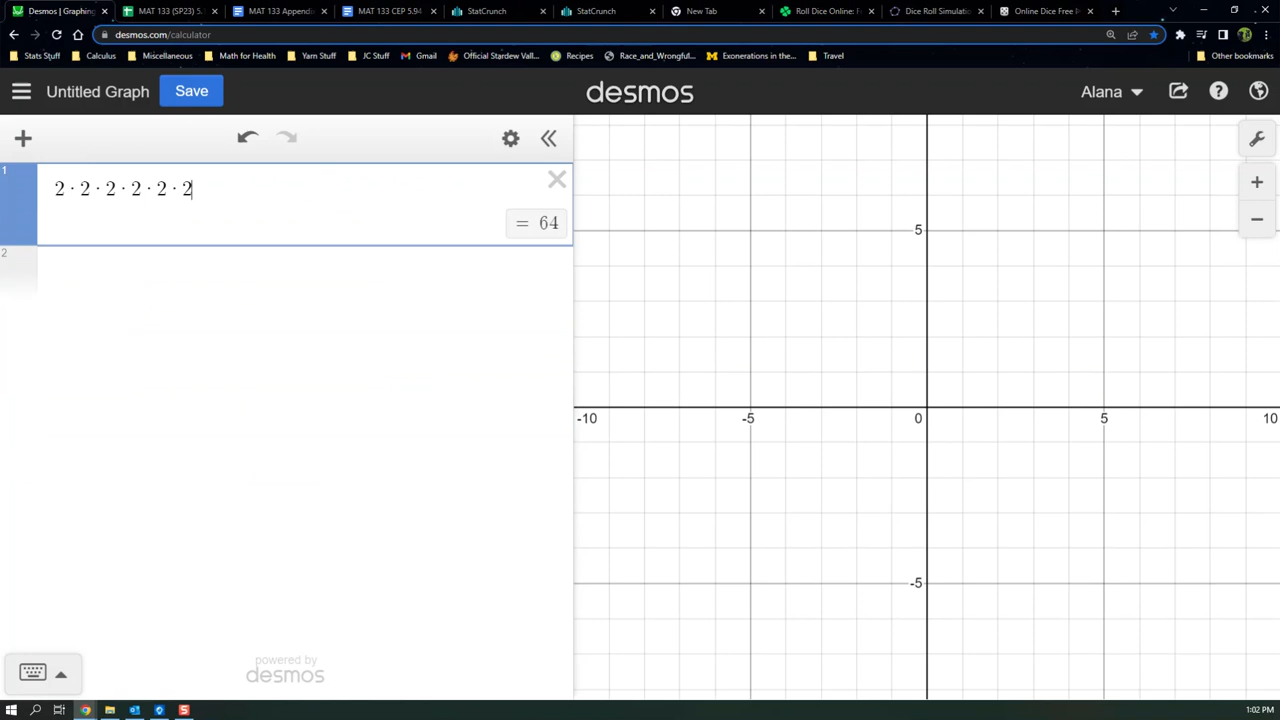 Desmos | Graphing
MAT 133 (SP23) 5.
MAT 133 Appendi
MAT 133 CEP 5.94
StatCrunch
StatCrunch
New Tab
Roll Dice Online: F
Dice Roll Simulatio
Online Dice Free
desmos.com/calculator
Stats Stuff
Calculus
Miscellaneous
Math for Health
Yarn Stuff
JC Stuff
Gmail
Official Stardew Vall...
Recipes
Race_and_Wrongful...
Exonerations in the...
Travel
Other bookmarks
Untitled Graph
Save
desmos
Alana
1
2 · 2 · 2 · 2 · 2 · 2
= 64
2
5
-10
-5
0
5
10
-5
powered by
desmos
1:02 PM